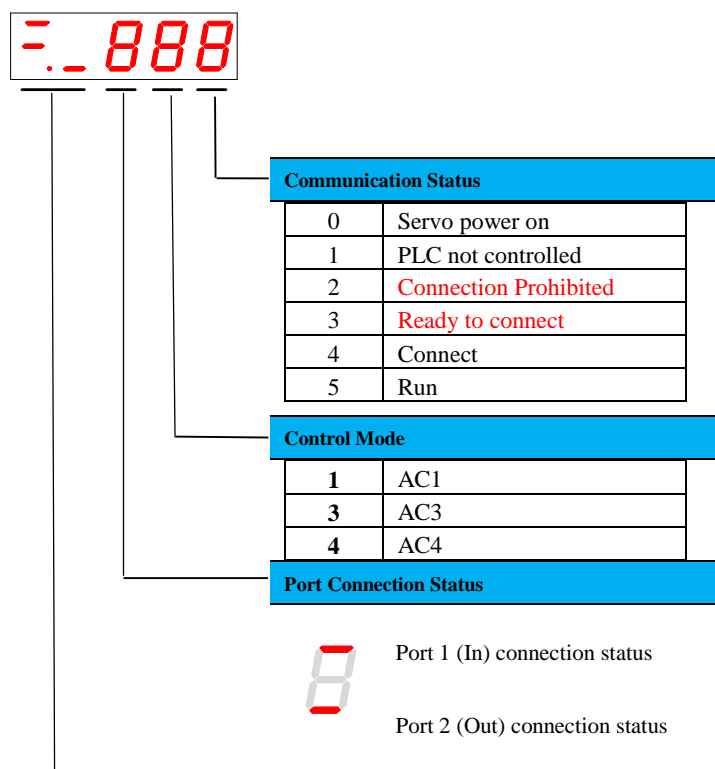 888
Communication Status
0 Servo power on
1 PLC not controlled
2 Connection Prohibited
3 Ready to connect
4 Connect
5 Run
Control Mode
1 AC1
3 AC3
4 AC4
Port Connection Status
Port 1 (In) connection status
Port 2 (Out) connection status